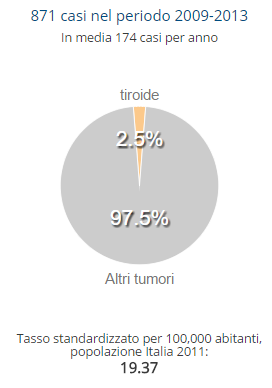 871 casi nel periodo 2009-2013
In media 174 casi per anno
tiroide
2.5%
97.5%
Altri tumori
Tasso standardizzato per 100,000 abitanti,
popolazione Italia 2011:
19.37